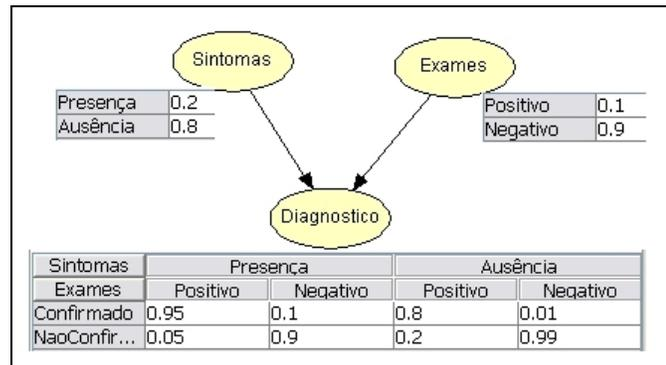 Sintomas
Exames
Presença 0.2
Ausência 0.8
Positivo 0.1
Negativo 0.9
Diagnostico
Sintomas Presença Ausência
Exames Positivo Negativo Positivo Negativo
Confirmado 0.95 0.1 0.8 0.01
NaoConfir... 0.05 0.9 0.2 0.99